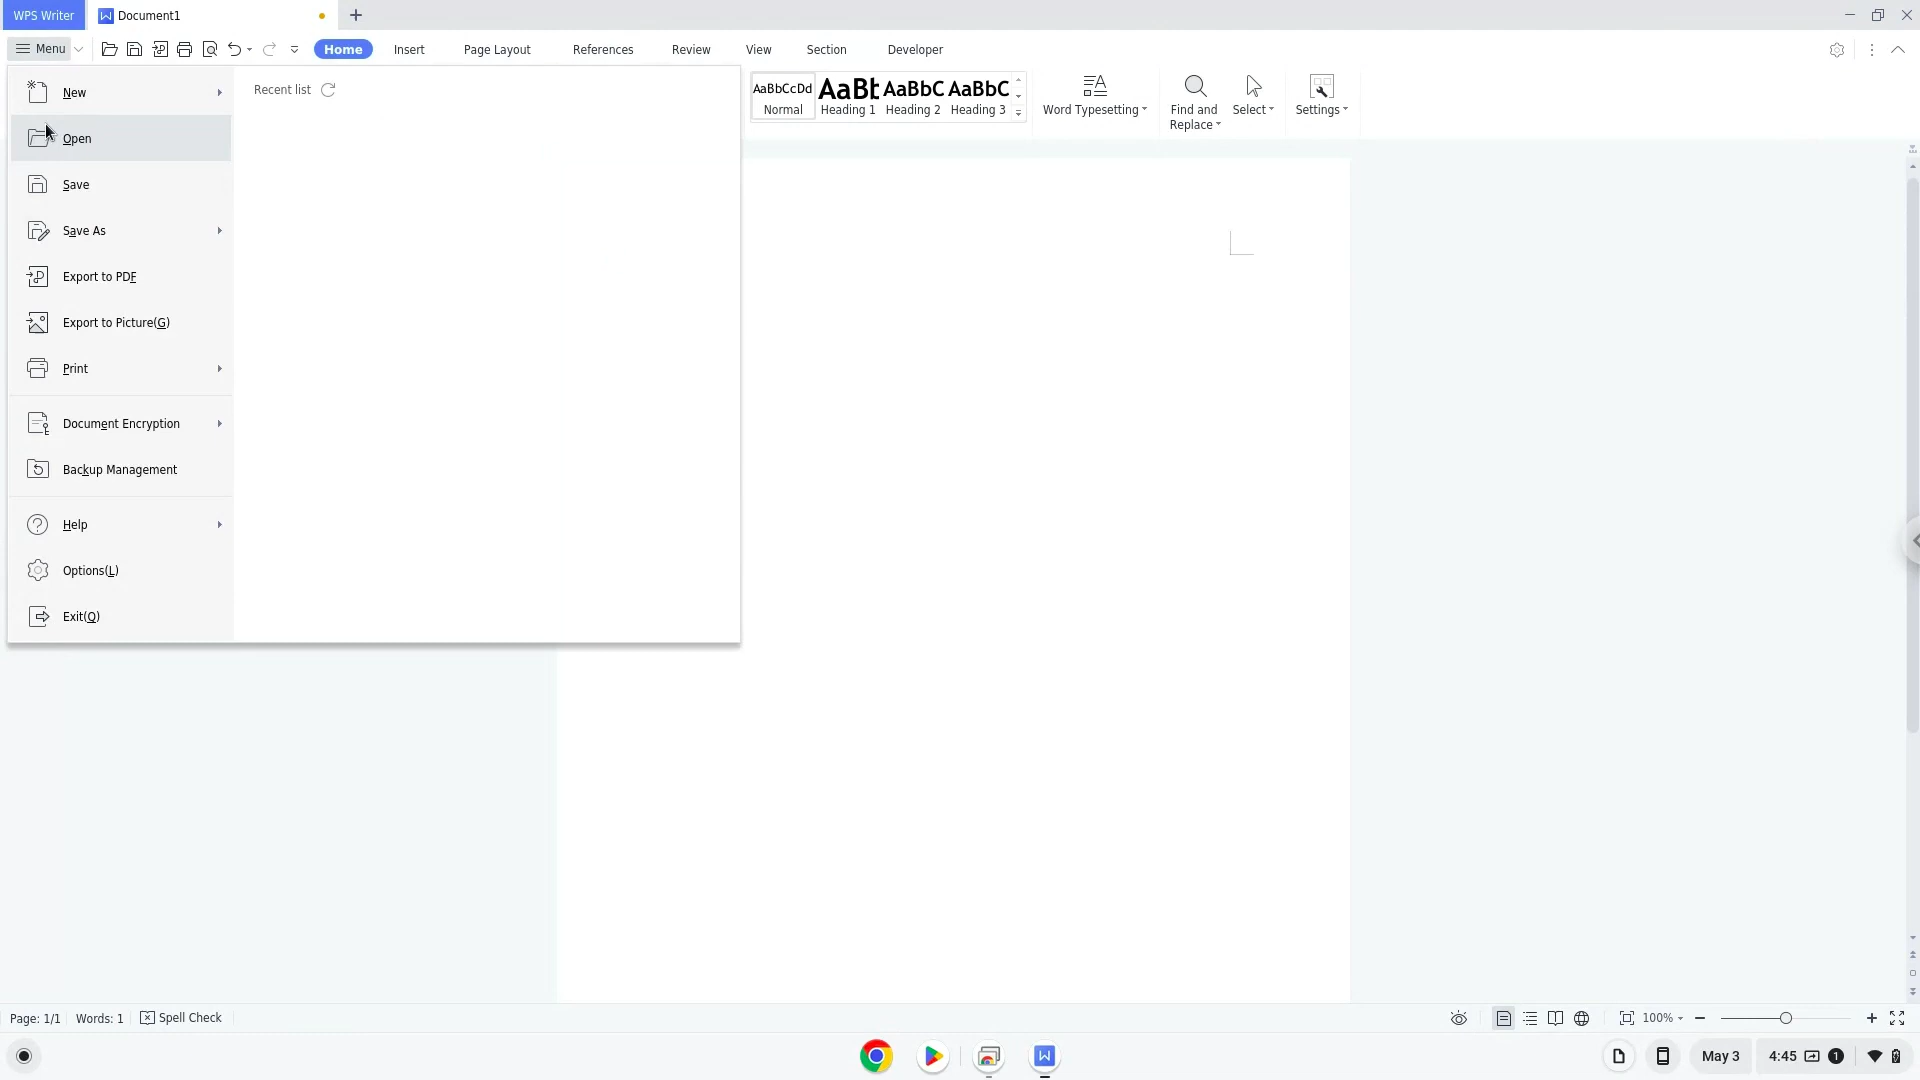 WPS Writer
Document1
Menu
Home
Insert
Page Layout
References
Review
View
Section
Developer
New
Open
Save
Save As
Export to PDF
Export to Picture(G)
Print
Document Encryption
Backup Management
Help
Options(L)
Exit(Q)
Recent list
AaBbCcDd
Normal
AaBb
Heading 1
AaBbC
Heading 2
AaBbC
Heading 3
Word Typesetting
Find and
Replace
Select
Settings
Page: 1/1
Words: 1
Spell Check
100%
May 3
4:45
1